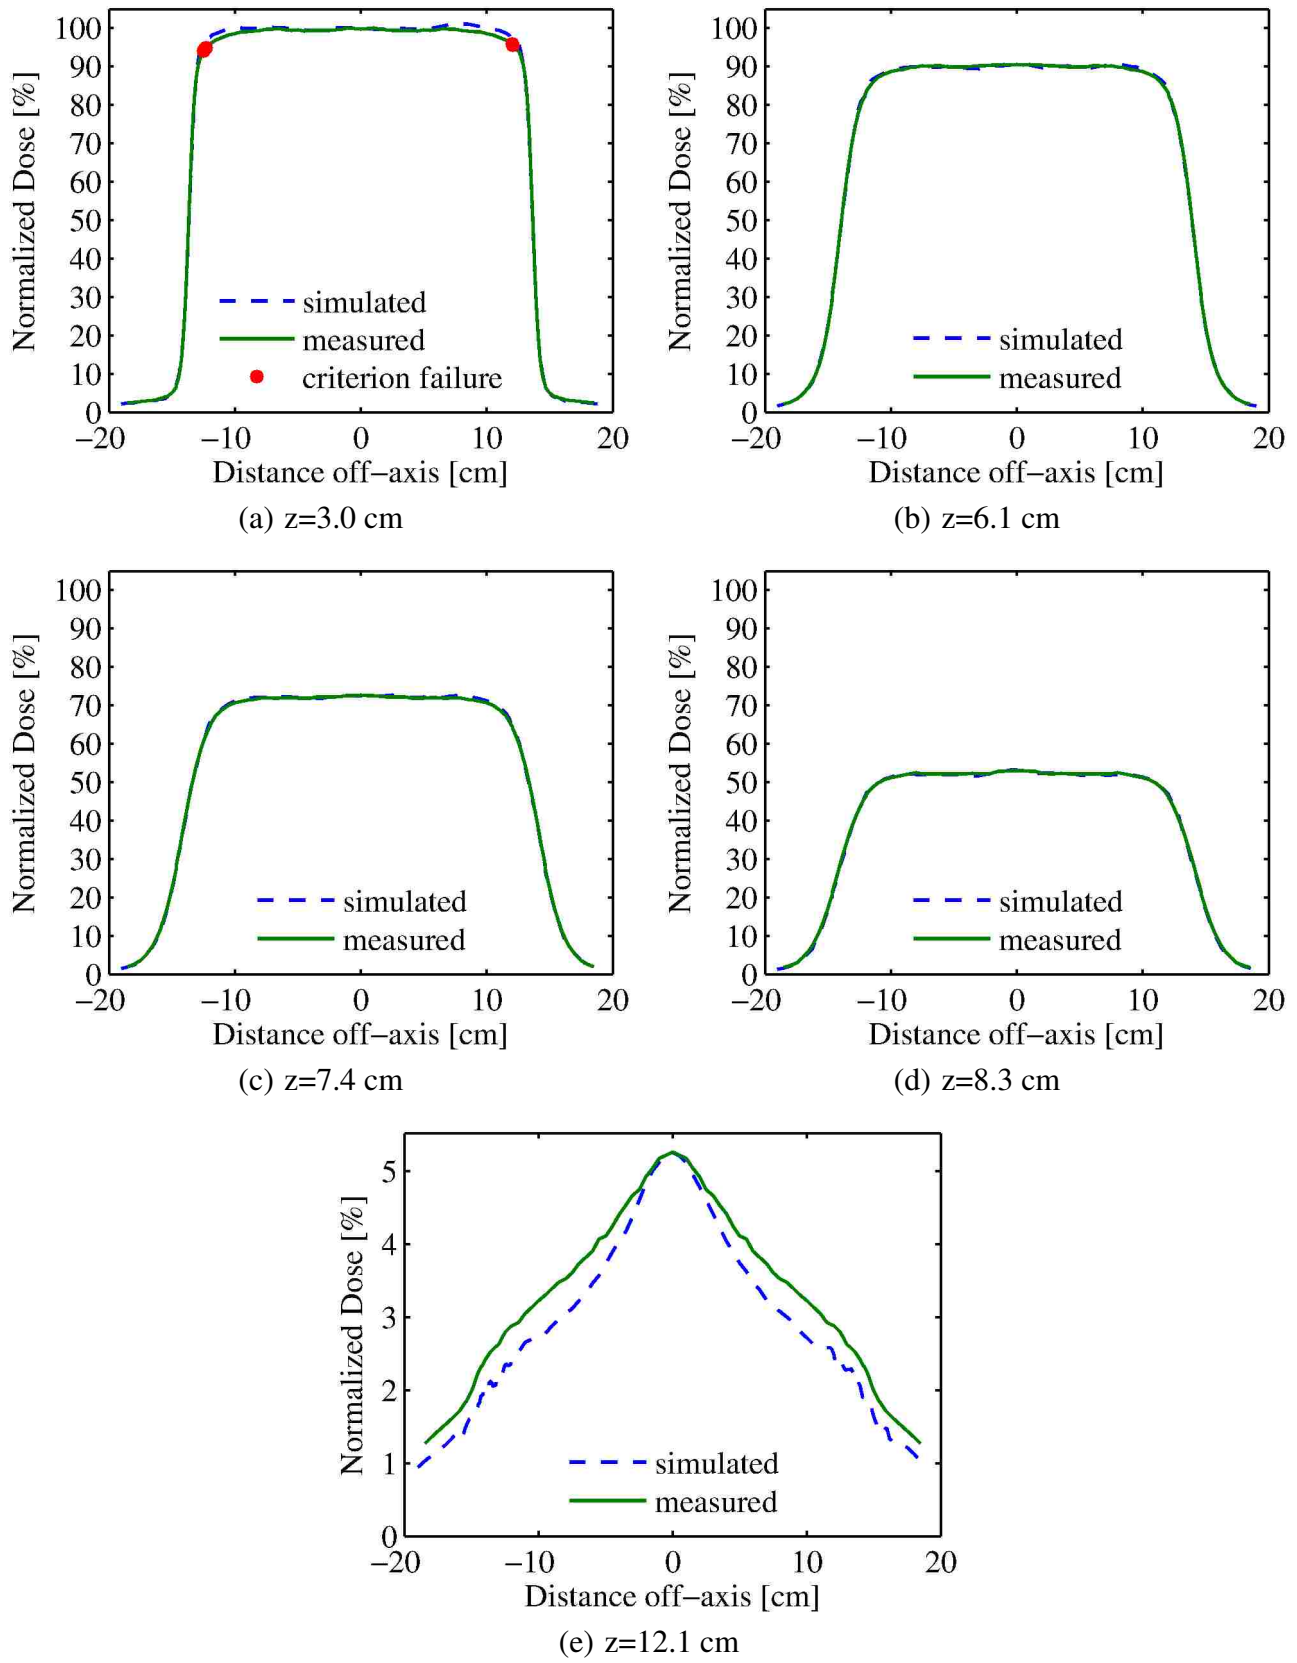 100
90
80
70
60
50
40
30
20
10
0
Normalized Dose [%]
simulated
measured
criterion failure
−20 −10 0 10 20
Distance off−axis [cm]
(a) z=3.0 cm
100
90
80
70
60
50
40
30
20
10
0
Normalized Dose [%]
simulated
measured
−20 −10 0 10 20
Distance off−axis [cm]
(b) z=6.1 cm
100
90
80
70
60
50
40
30
20
10
0
Normalized Dose [%]
simulated
measured
−20 −10 0 10 20
Distance off−axis [cm]
(c) z=7.4 cm
100
90
80
70
60
50
40
30
20
10
0
Normalized Dose [%]
simulated
measured
−20 −10 0 10 20
Distance off−axis [cm]
(d) z=8.3 cm
5
4
3
2
1
0
Normalized Dose [%]
simulated
measured
−20 −10 0 10 20
Distance off−axis [cm]
(e) z=12.1 cm